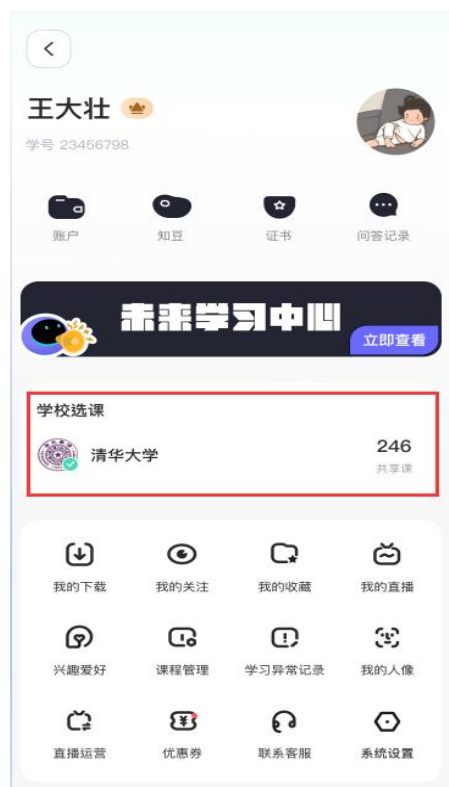 王大壮
学号 23456798
账户 知豆 证书 问答记录
未来学习中心
立即查看
学校选课
清华大学 246
共享课
我的下载 我的关注 我的收藏 我的直播
兴趣爱好 课程管理 学习异常记录 我的人像
直播运营 优惠券 联系客服 系统设置